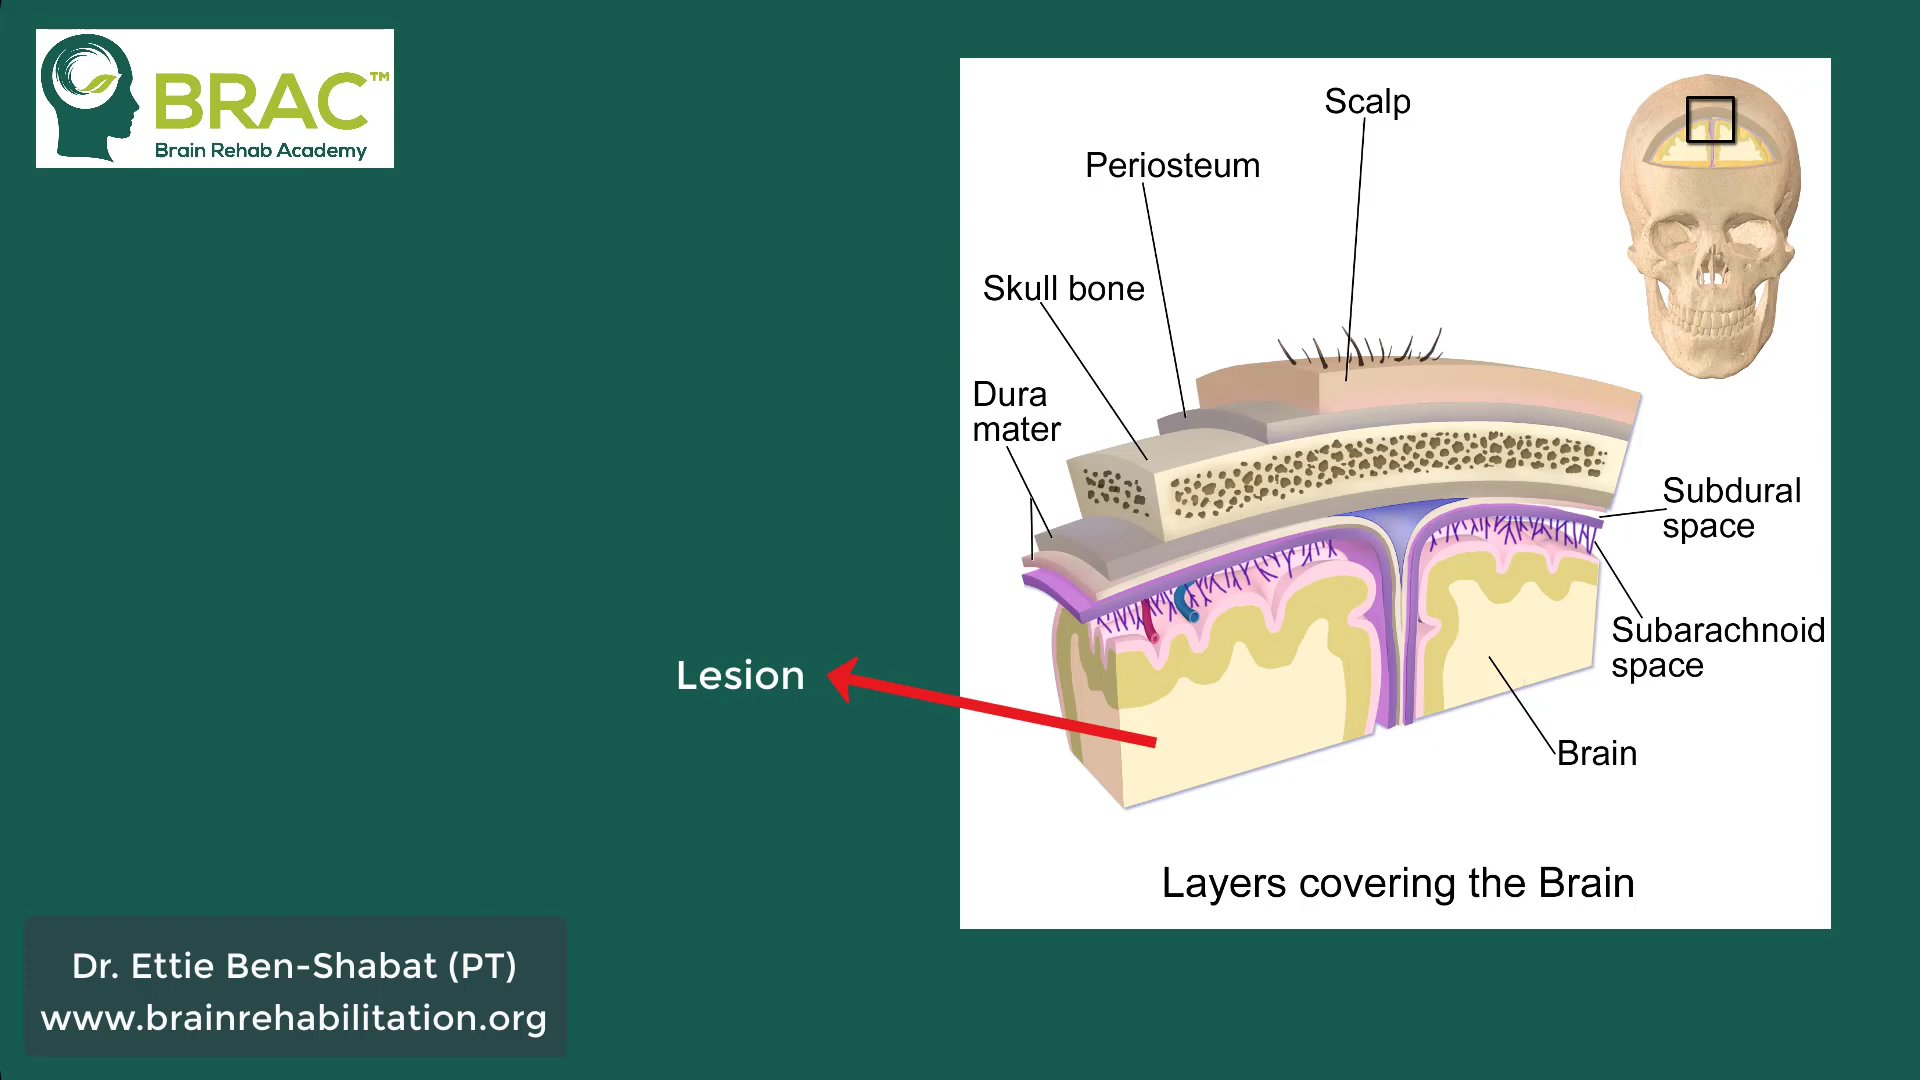 BRAC™
Brain Rehab Academy
Scalp
Periosteum
Skull bone
Dura
mater
Subdural
space
Subarachnoid
space
Lesion
Brain
Layers covering the Brain
Dr. Ettie Ben-Shabat (PT)
www.brainrehabilitation.org